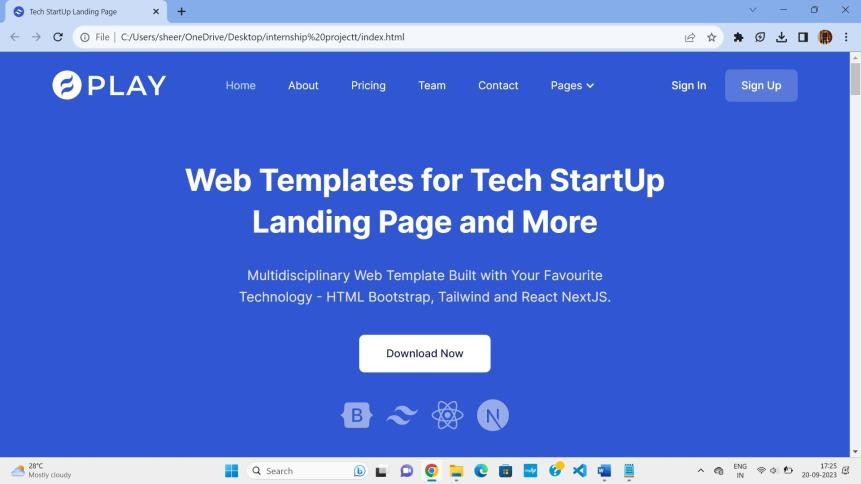 Tech StartUp Landing Page
File
C:/Users/sheer/OneDrive/Desktop/internship%20projectt/index.html
PLAY
Home
About
Pricing
Team
Contact
Pages
Sign In
Sign Up
Web Templates for Tech StartUp
Landing Page and More
Multidisciplinary Web Template Built with Your Favourite
Technology - HTML Bootstrap, Tailwind and React NextJS.
Download Now
B
N
28°C
Mostly cloudy
Search
ENG
IN
17:25
20-09-2023